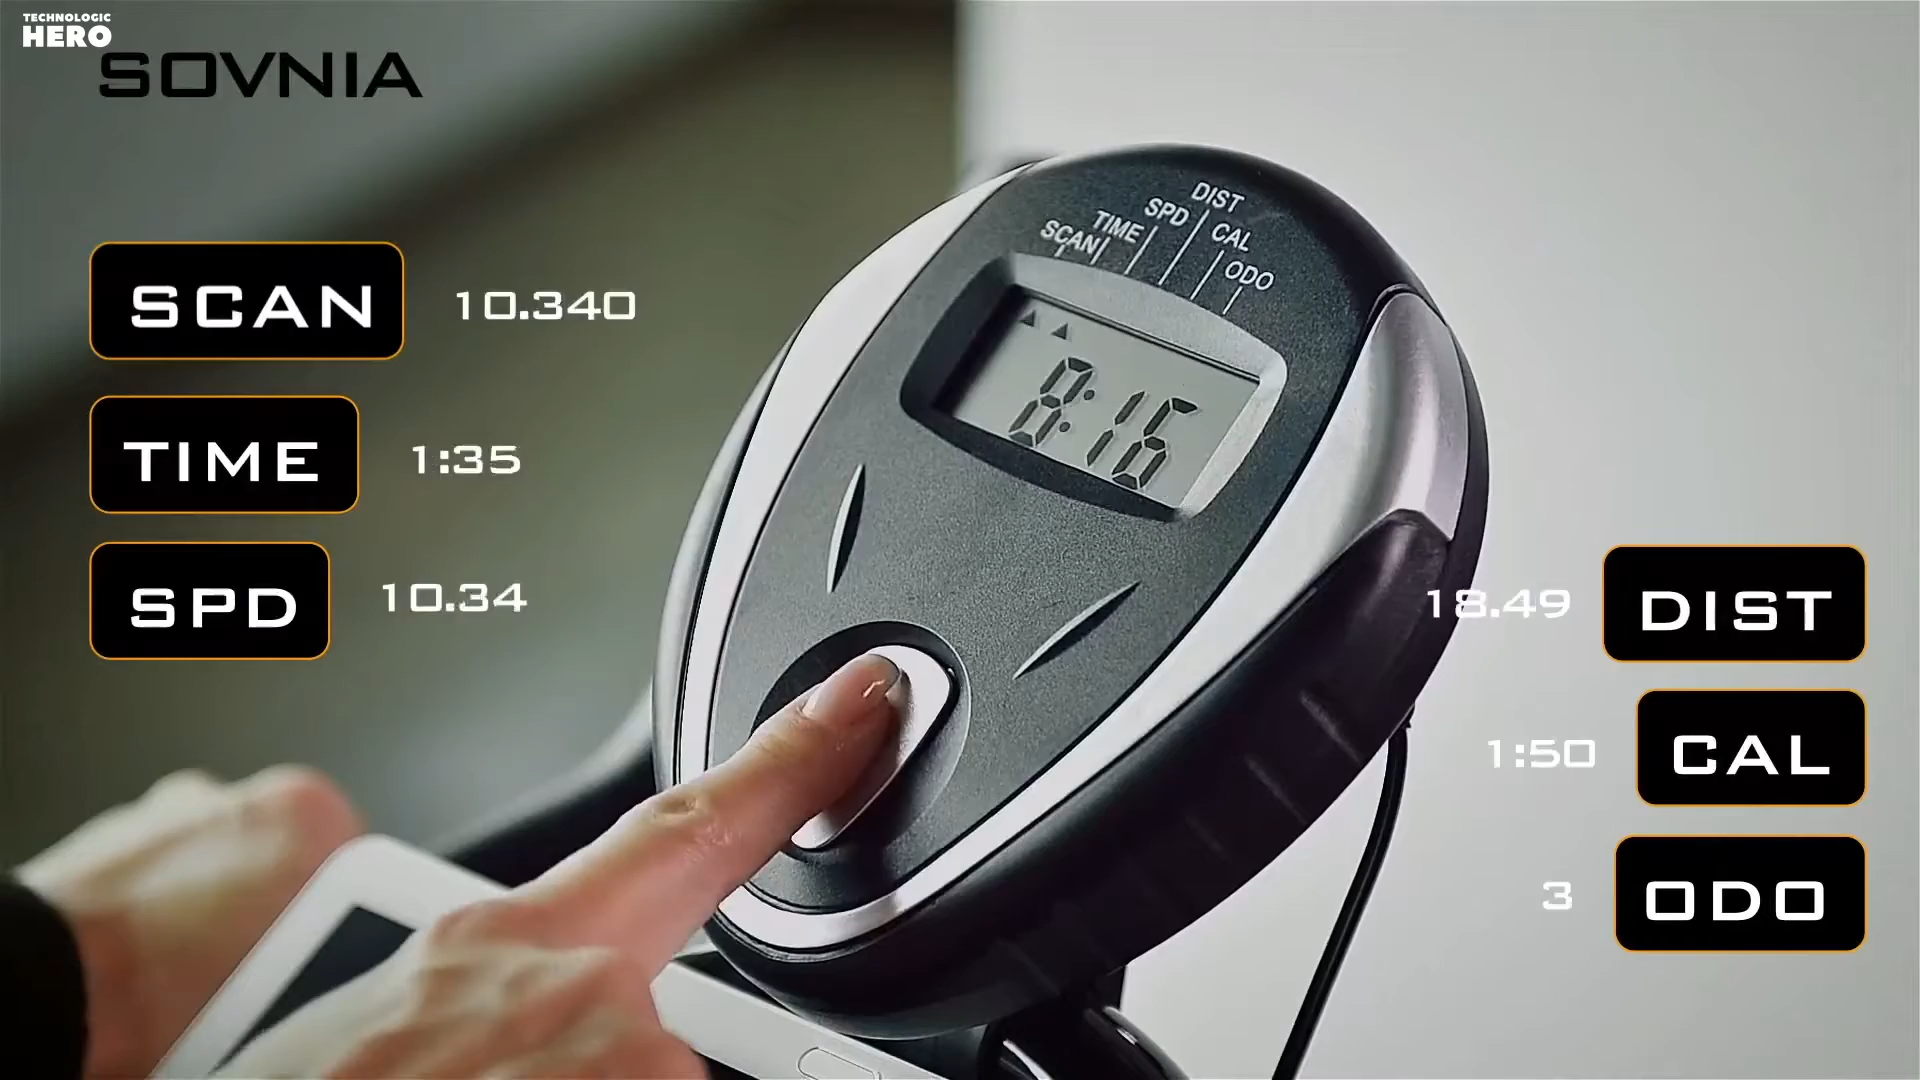 TECHNOLOGIC
HERO
SOVNIA
DIST
SPD
TIME
CAL
SCAN
ODO
8:16
SCAN 10.340
TIME 1:35
SPD 10.34
18.49 DIST
1:50 CAL
3 ODO